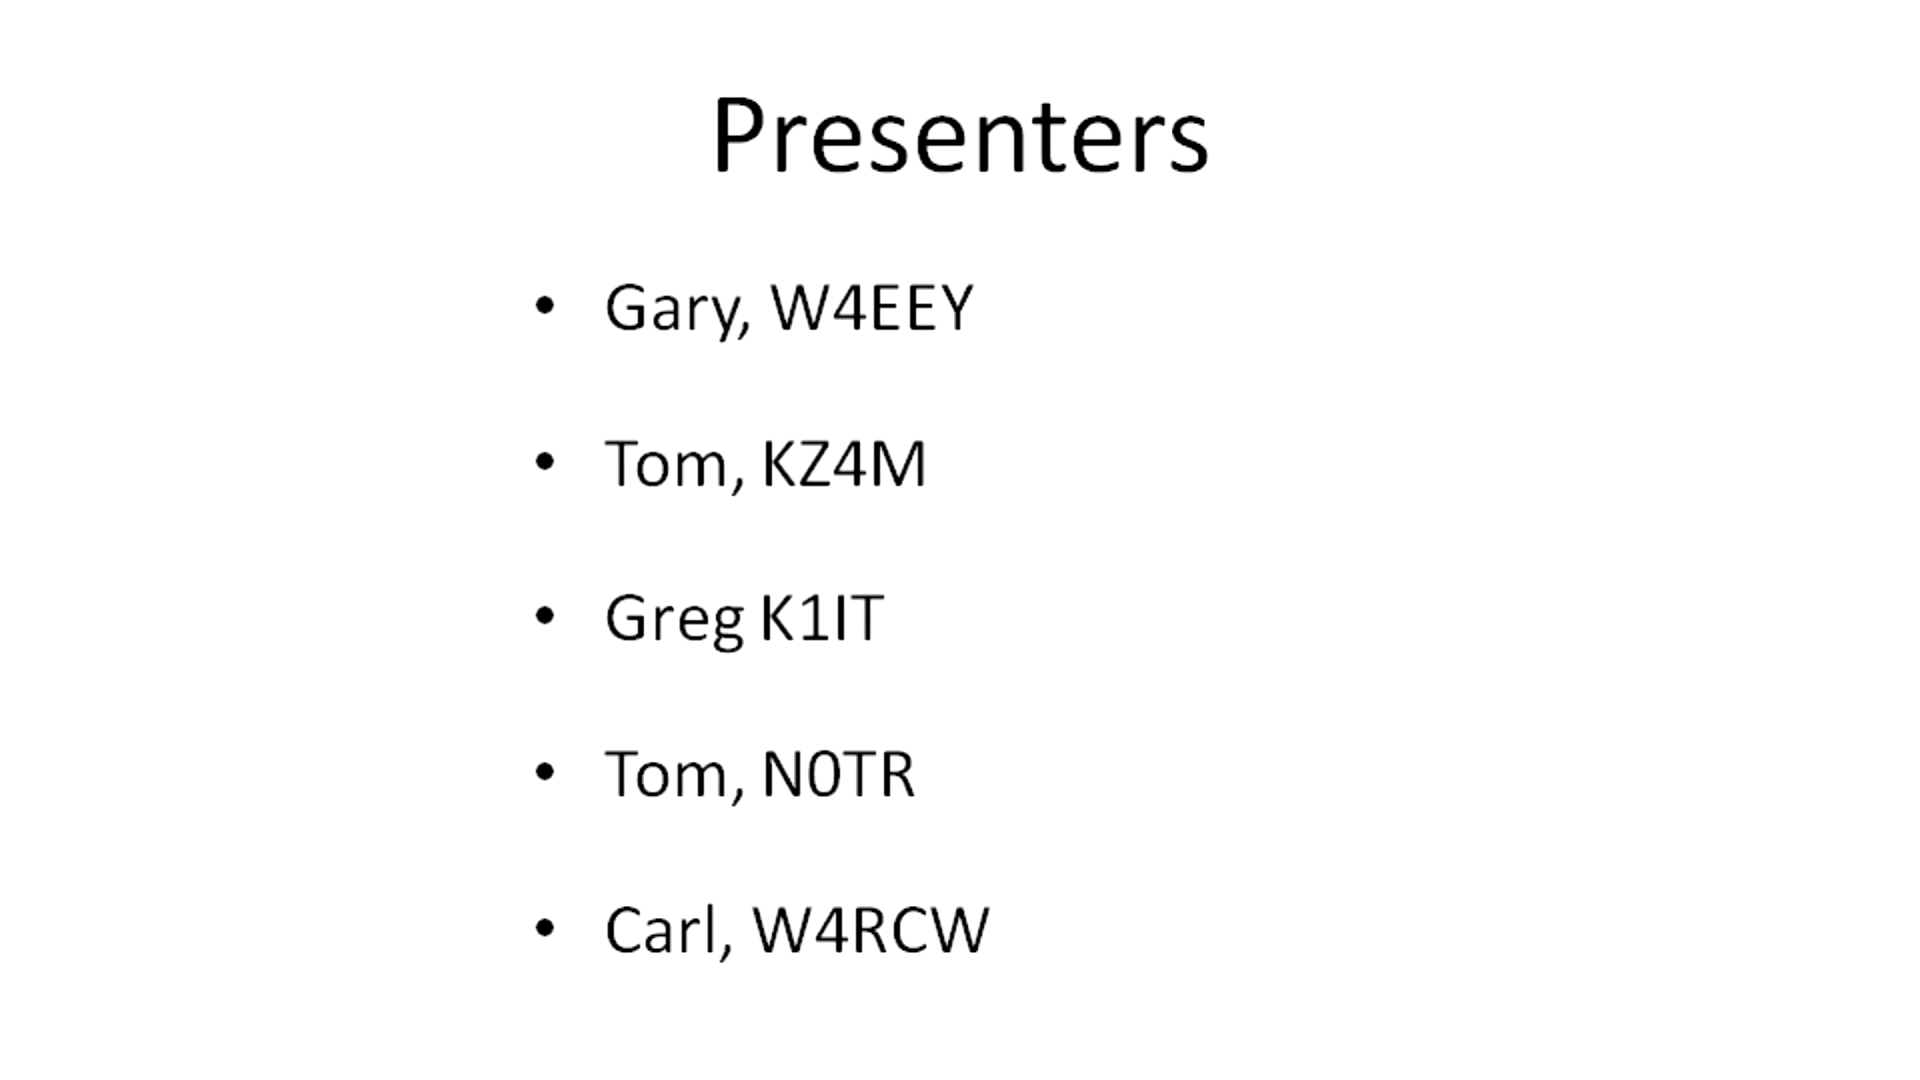 Presenters
• Gary, W4EEY
• Tom, KZ4M
• Greg K1IT
• Tom, N0TR
• Carl, W4RCW